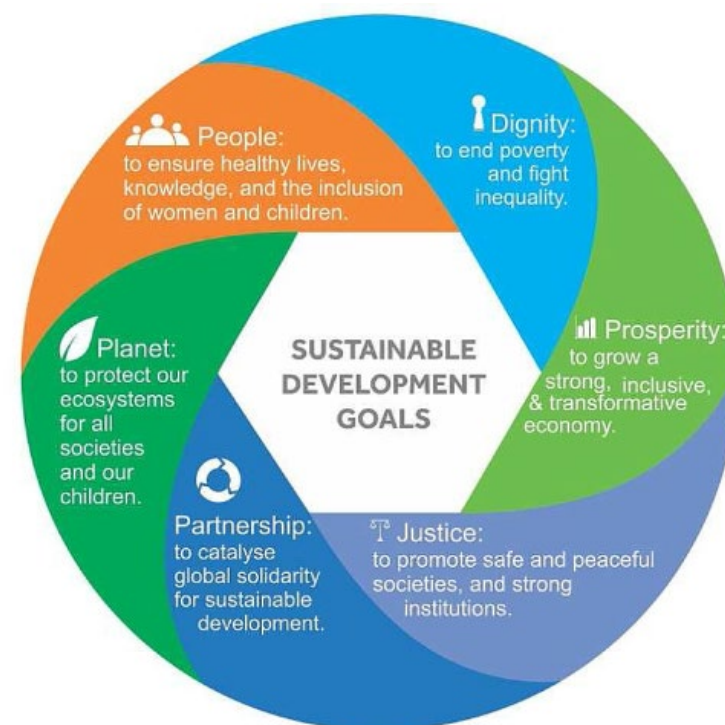 People:
to ensure healthy lives,
knowledge, and the inclusion
of women and children.
Dignity:
to end poverty
and fight
inequality.
Prosperity:
to grow a
strong, inclusive,
& transformative
economy.
Justice:
to promote safe and peaceful
societies, and strong
institutions.
Partnership:
to catalyse
global solidarity
for sustainable
development.
Planet:
to protect our
ecosystems
for all
societies
and our
children.
SUSTAINABLE
DEVELOPMENT
GOALS